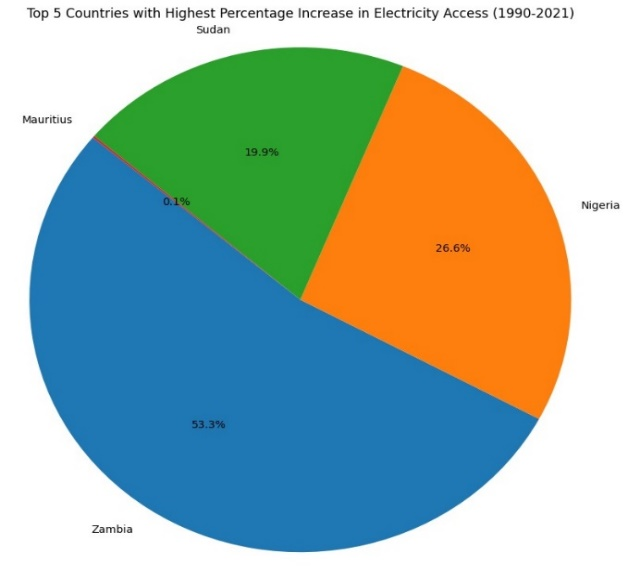 Top 5 Countries with Highest Percentage Increase in Electricity Access (1990-2021)
Sudan
Mauritius
19.9%
0.1%
Nigeria
26.6%
53.3%
Zambia